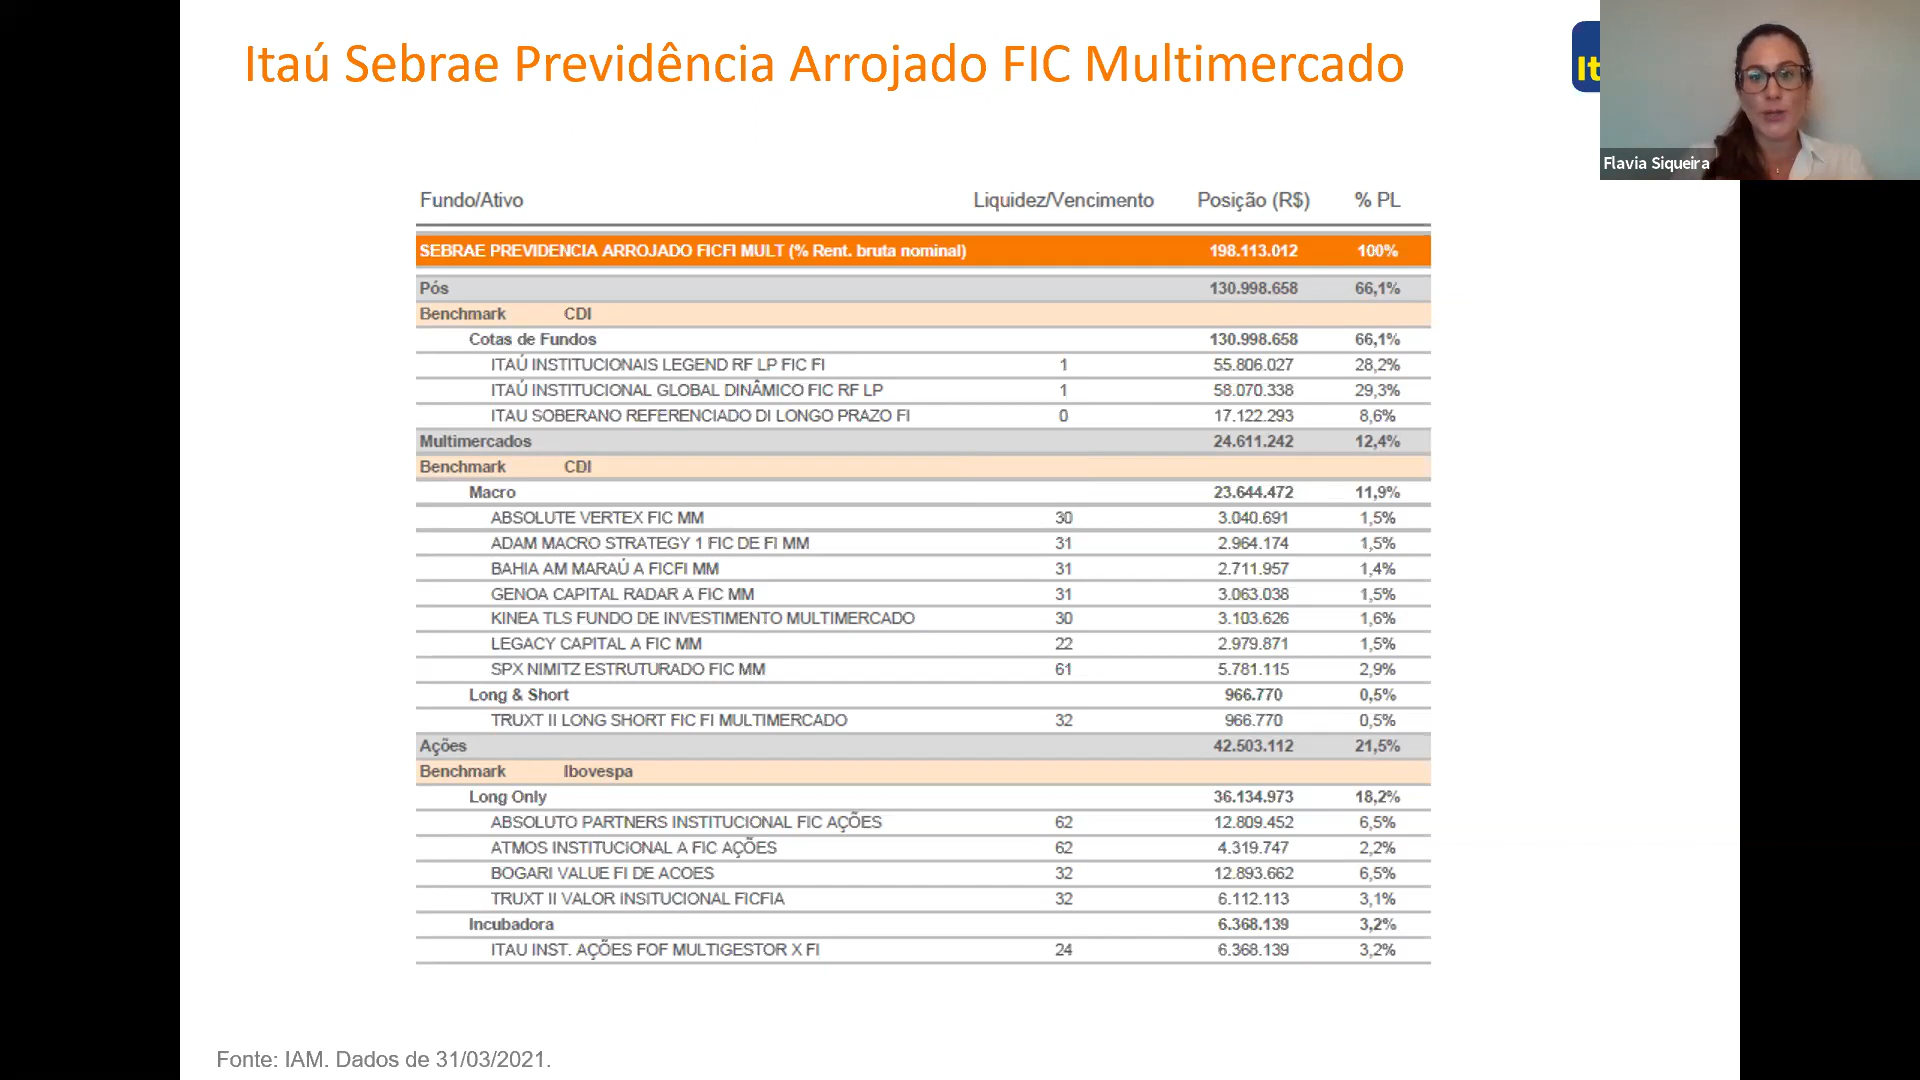 Itaú Sebrae Previdência Arrojado FIC Multimercado
It
Flavia Siqueira
Fundo/Ativo Liquidez/Vencimento Posição (R$) % PL
SEBRAE PREVIDENCIA ARROJADO FICFI MULT (% Rent. bruta nominal) 198.113.012 100%
Pós 130.998.658 66,1%
Benchmark CDI
Cotas de Fundos 130.998.658 66,1%
ITAÚ INSTITUCIONAIS LEGEND RF LP FIC FI 1 55.806.027 28,2%
ITAÚ INSTITUCIONAL GLOBAL DINÂMICO FIC RF LP 1 58.070.338 29,3%
ITAU SOBERANO REFERENCIADO DI LONGO PRAZO FI 0 17.122.293 8,6%
Multimercados 24.611.242 12,4%
Benchmark CDI
Macro 23.644.472 11,9%
ABSOLUTE VERTEX FIC MM 30 3.040.691 1,5%
ADAM MACRO STRATEGY 1 FIC DE FI MM 31 2.964.174 1,5%
BAHIA AM MARAÚ A FICFI MM 31 2.711.957 1,4%
GENOA CAPITAL RADAR A FIC MM 31 3.063.038 1,5%
KINEA TLS FUNDO DE INVESTIMENTO MULTIMERCADO 30 3.103.626 1,6%
LEGACY CAPITAL A FIC MM 22 2.979.871 1,5%
SPX NIMITZ ESTRUTURADO FIC MM 61 5.781.115 2,9%
Long & Short 966.770 0,5%
TRUXT II LONG SHORT FIC FI MULTIMERCADO 32 966.770 0,5%
Ações 42.503.112 21,5%
Benchmark Ibovespa
Long Only 36.134.973 18,2%
ABSOLUTO PARTNERS INSTITUCIONAL FIC AÇÕES 62 12.809.452 6,5%
ATMOS INSTITUCIONAL A FIC AÇÕES 62 4.319.747 2,2%
BOGARI VALUE FI DE ACOES 32 12.893.662 6,5%
TRUXT II VALOR INSITUCIONAL FICFIA 32 6.112.113 3,1%
Incubadora 6.368.139 3,2%
ITAU INST. AÇÕES FOF MULTIGESTOR X FI 24 6.368.139 3,2%
Fonte: IAM. Dados de 31/03/2021.